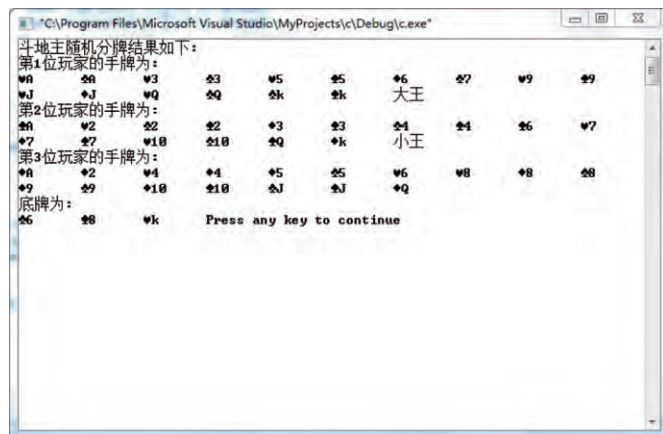 "C:\Program Files\Microsoft Visual Studio\MyProjects\c\Debug\c.exe"
斗地主随机分牌结果如下：
第1位玩家的手牌为：
♥A ♣A ♥3 ♣3 ♥5 ♠5 ♦6 ♣7 ♥9 ♠9
♥J ♦J ♥Q ♣Q ♣k ♠k 大王
第2位玩家的手牌为：
♠A ♥2 ♣2 ♠2 ♦3 ♠3 ♣4 ♠4 ♠6 ♥7
♦7 ♠7 ♥10 ♣10 ♠Q ♦k 小王
第3位玩家的手牌为：
♦A ♦2 ♥4 ♦4 ♦5 ♣5 ♥6 ♥8 ♦8 ♣8
♦9 ♣9 ♦10 ♠10 ♣J ♠J ♦Q
底牌为：
♣6 ♠8 ♥k Press any key to continue